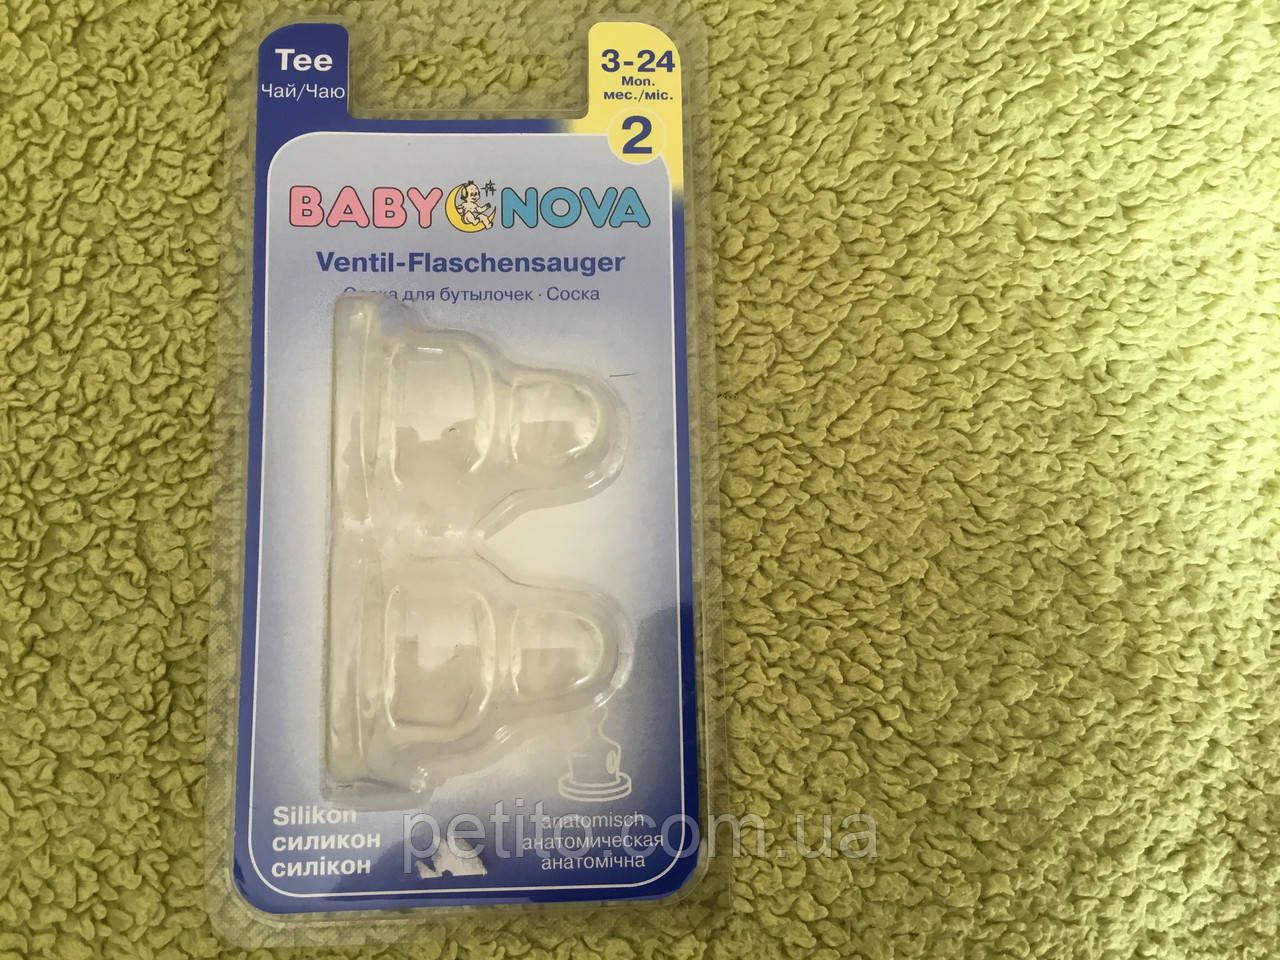 Tee
Чай/Чаю
3-24
Mon.
мес./міс.
2
BABY NOVA
Ventil-Flaschensauger
Соска для бутылочек · Соска
Silikon
силикон
силікон
anatomisch
анатомическая
анатомічна
petito.com.ua